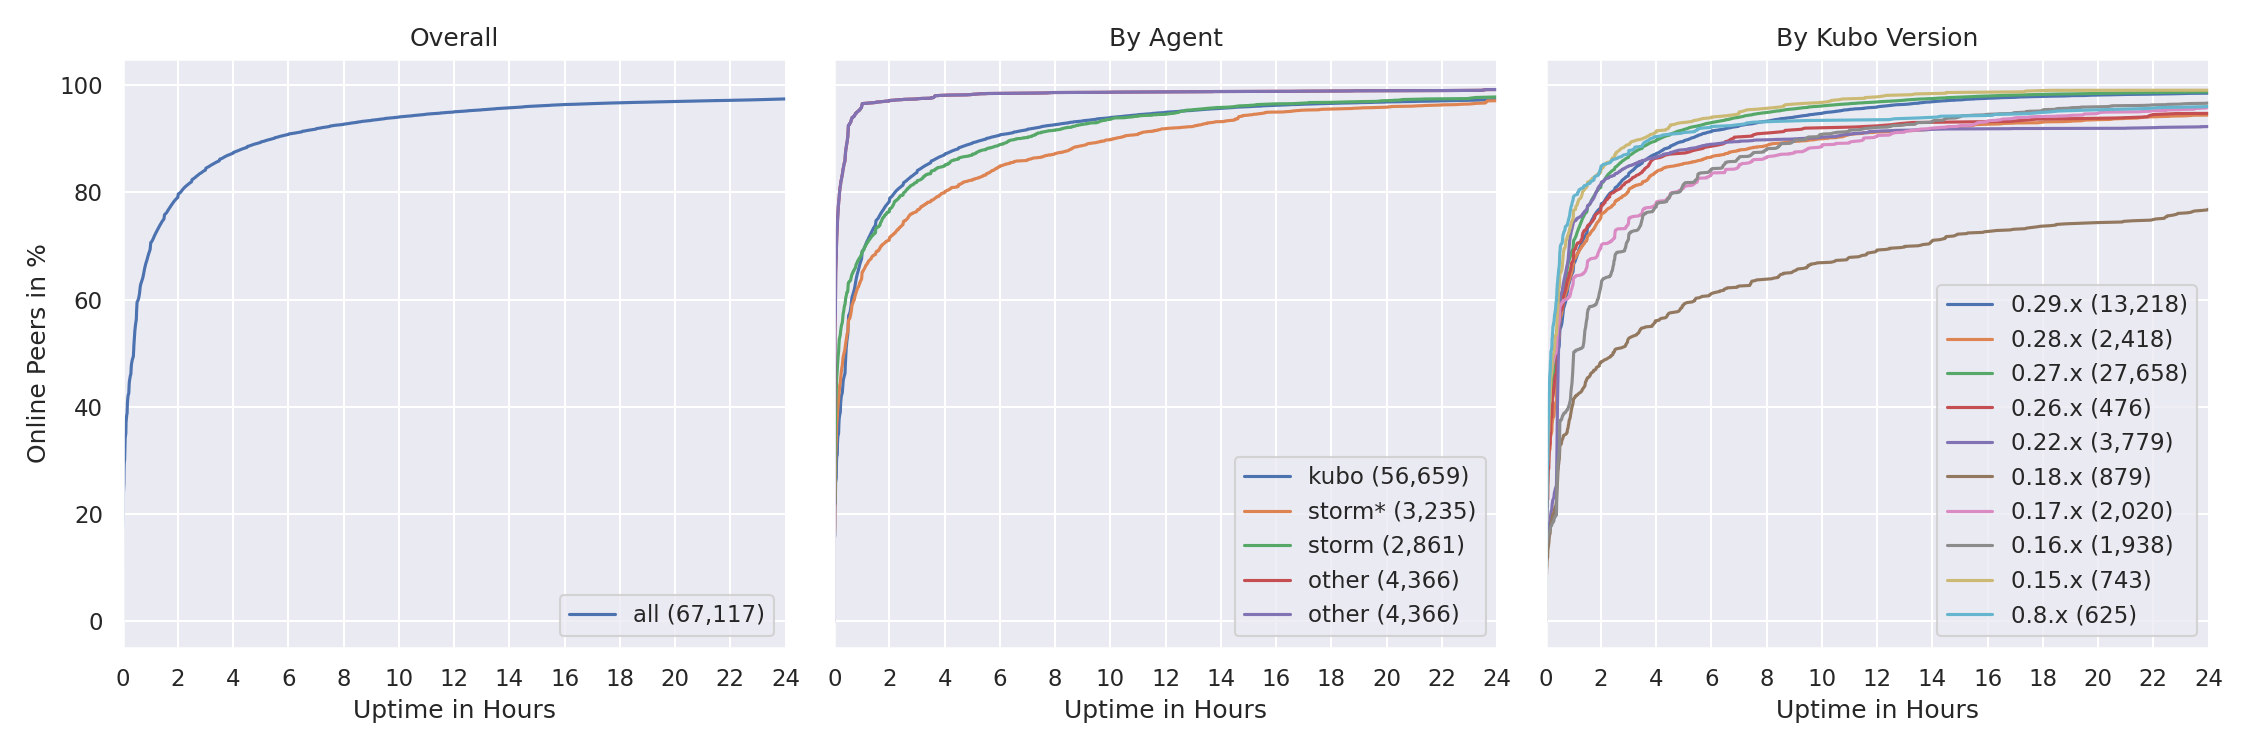 Overall
By Agent
By Kubo Version
Online Peers in %
100
80
60
40
20
0
all (67,117)
0 2 4 6 8 10 12 14 16 18 20 22 24
Uptime in Hours
kubo (56,659)
storm* (3,235)
storm (2,861)
other (4,366)
other (4,366)
0 2 4 6 8 10 12 14 16 18 20 22 24
Uptime in Hours
0.29.x (13,218)
0.28.x (2,418)
0.27.x (27,658)
0.26.x (476)
0.22.x (3,779)
0.18.x (879)
0.17.x (2,020)
0.16.x (1,938)
0.15.x (743)
0.8.x (625)
0 2 4 6 8 10 12 14 16 18 20 22 24
Uptime in Hours